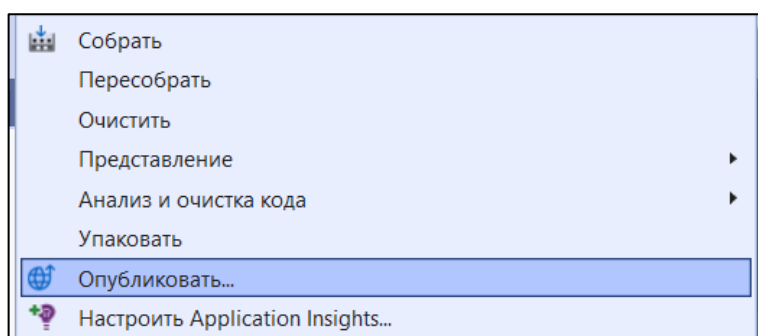 Собрать
Пересобрать
Очистить
Представление
Анализ и очистка кода
Упаковать
Опубликовать...
Настроить Application Insights...